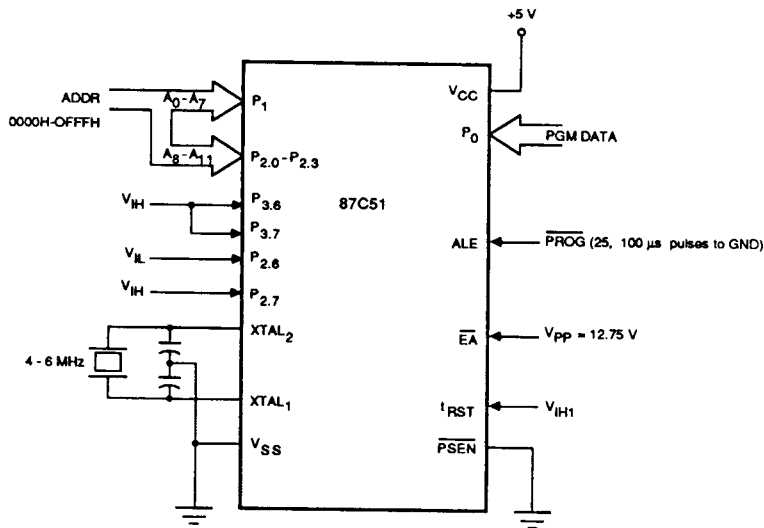 +5 V
VCC
ADDR
0000H-OFFFH
A0-A7
A8-A11
P1
P2.0-P2.3
P0
PGM DATA
VIH
P3.6
P3.7
87C51
VIL
P2.6
VIH
P2.7
ALE
PROG (25, 100 µs pulses to GND)
XTAL2
4 - 6 MHz
EA
VPP = 12.75 V
XTAL1
tRST
VIH1
VSS
PSEN